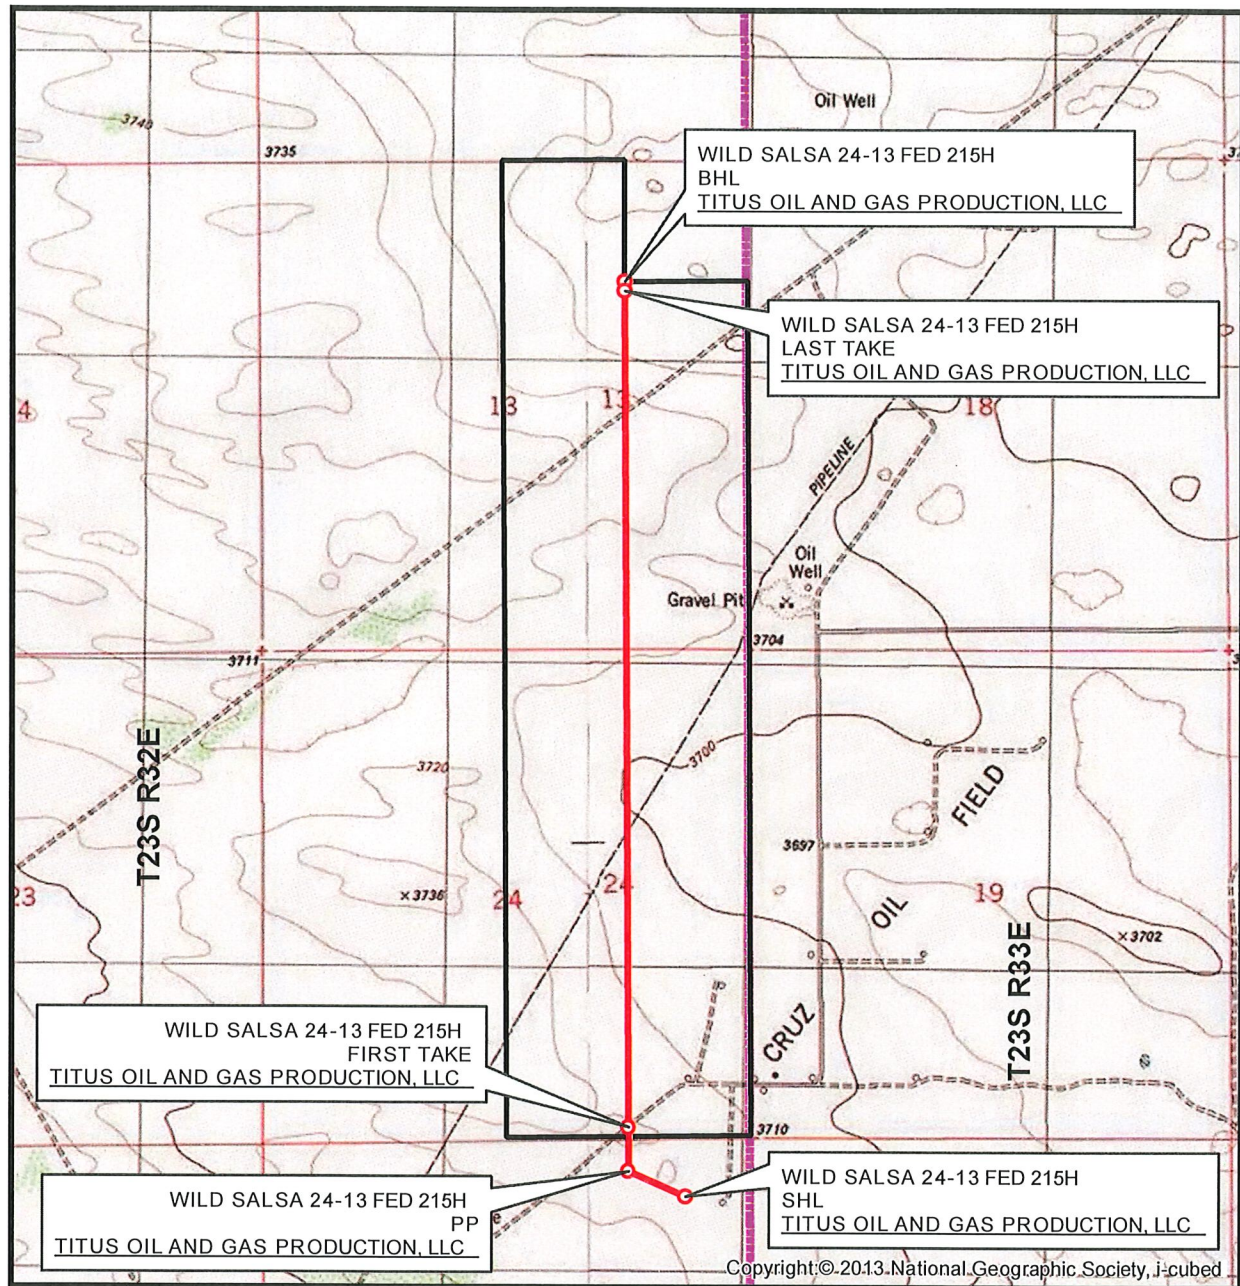 Oil Well
3740
3735
WILD SALSA 24-13 FED 215H
BHL
TITUS OIL AND GAS PRODUCTION, LLC
WILD SALSA 24-13 FED 215H
LAST TAKE
TITUS OIL AND GAS PRODUCTION, LLC
13
13
18
PIPELINE
Oil
Well
Gravel Pit
3704
3711
3700
3720
T23S R32E
FIELD
3697
23
×3736
24
24
19
OIL
×3702
T23S R33E
CRUZ
WILD SALSA 24-13 FED 215H
FIRST TAKE
TITUS OIL AND GAS PRODUCTION, LLC
3710
WILD SALSA 24-13 FED 215H
PP
TITUS OIL AND GAS PRODUCTION, LLC
WILD SALSA 24-13 FED 215H
SHL
TITUS OIL AND GAS PRODUCTION, LLC
Copyright:© 2013 National Geographic Society, i-cubed